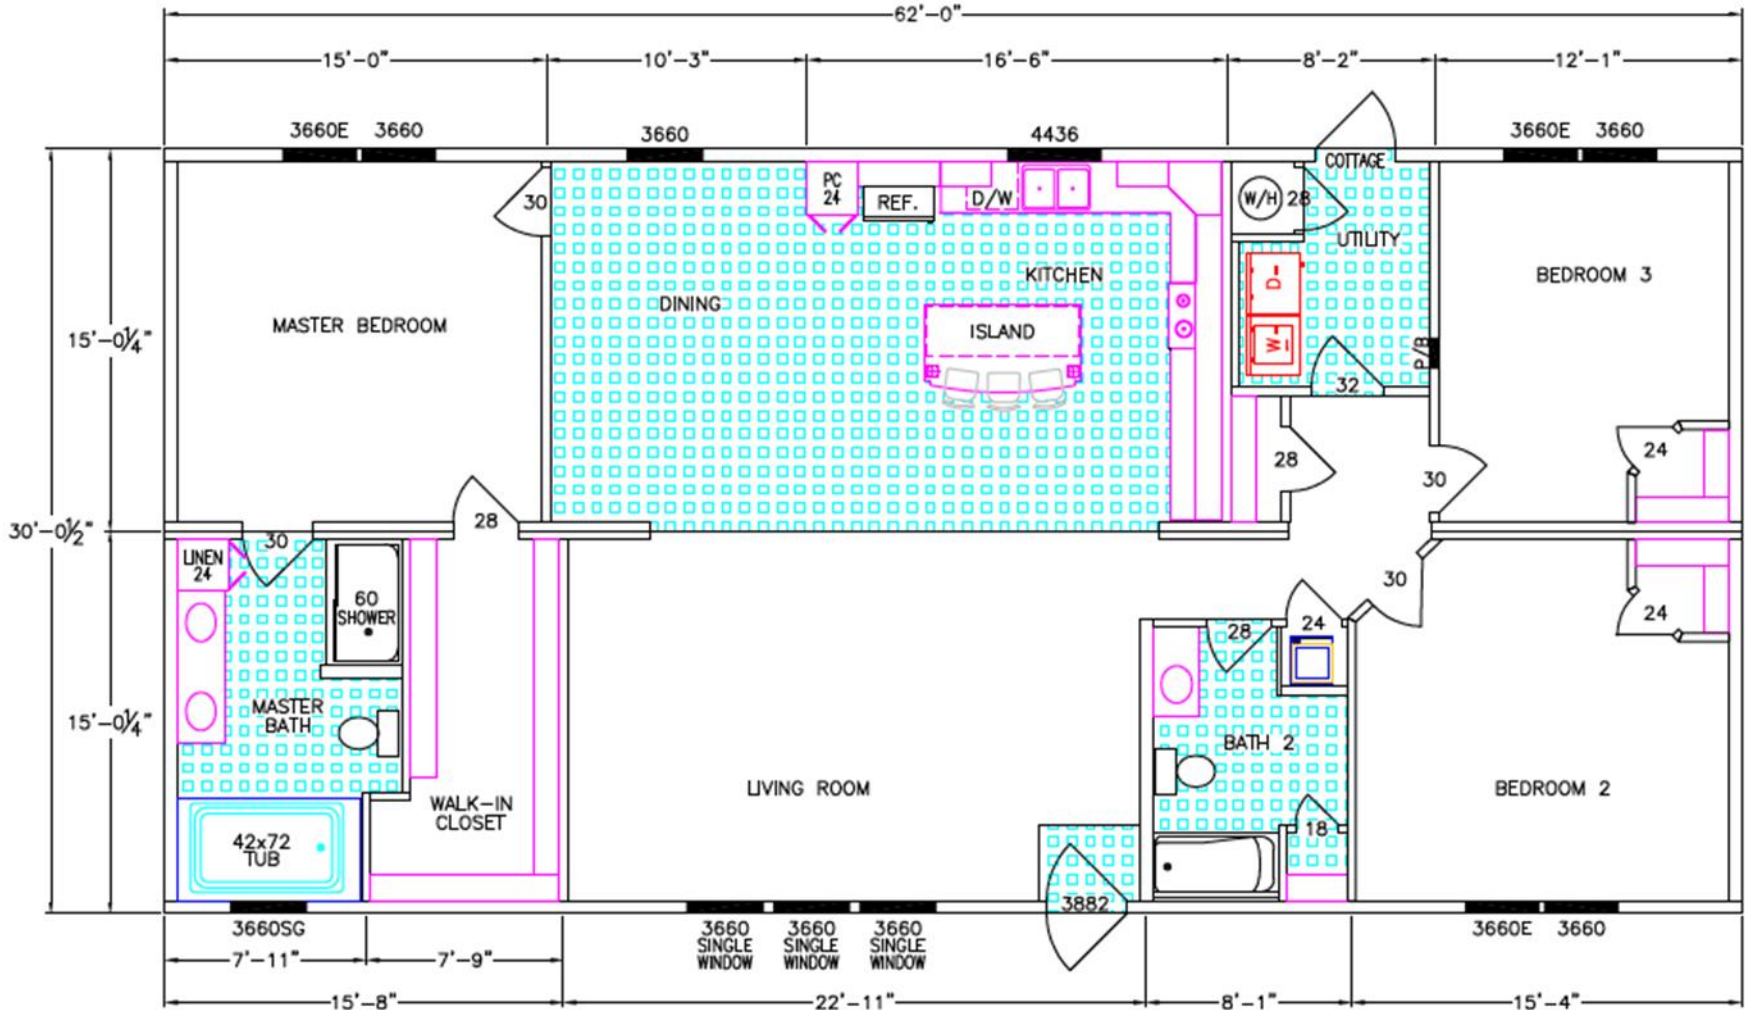 62'-0"
15'-0" 10'-3" 16'-6" 8'-2" 12'-1"
3660E 3660 3660 4436 3660E 3660
COTTAGE
PC
24
REF.
D/W
W/H
28
30
UTILITY
D
W
P/B
32
KITCHEN
DINING
ISLAND
MASTER BEDROOM
BEDROOM 3
15'-0¼"
30'-0½"
15'-0¼"
28
30
24
28
30
LINEN
24
60
SHOWER
MASTER
BATH
42x72
TUB
WALK-IN
CLOSET
LIVING ROOM
28
24
30
24
BATH 2
18
BEDROOM 2
3882
3660SG
3660
SINGLE
WINDOW
3660
SINGLE
WINDOW
3660
SINGLE
WINDOW
3660E 3660
7'-11" 7'-9"
15'-8" 22'-11" 8'-1" 15'-4"